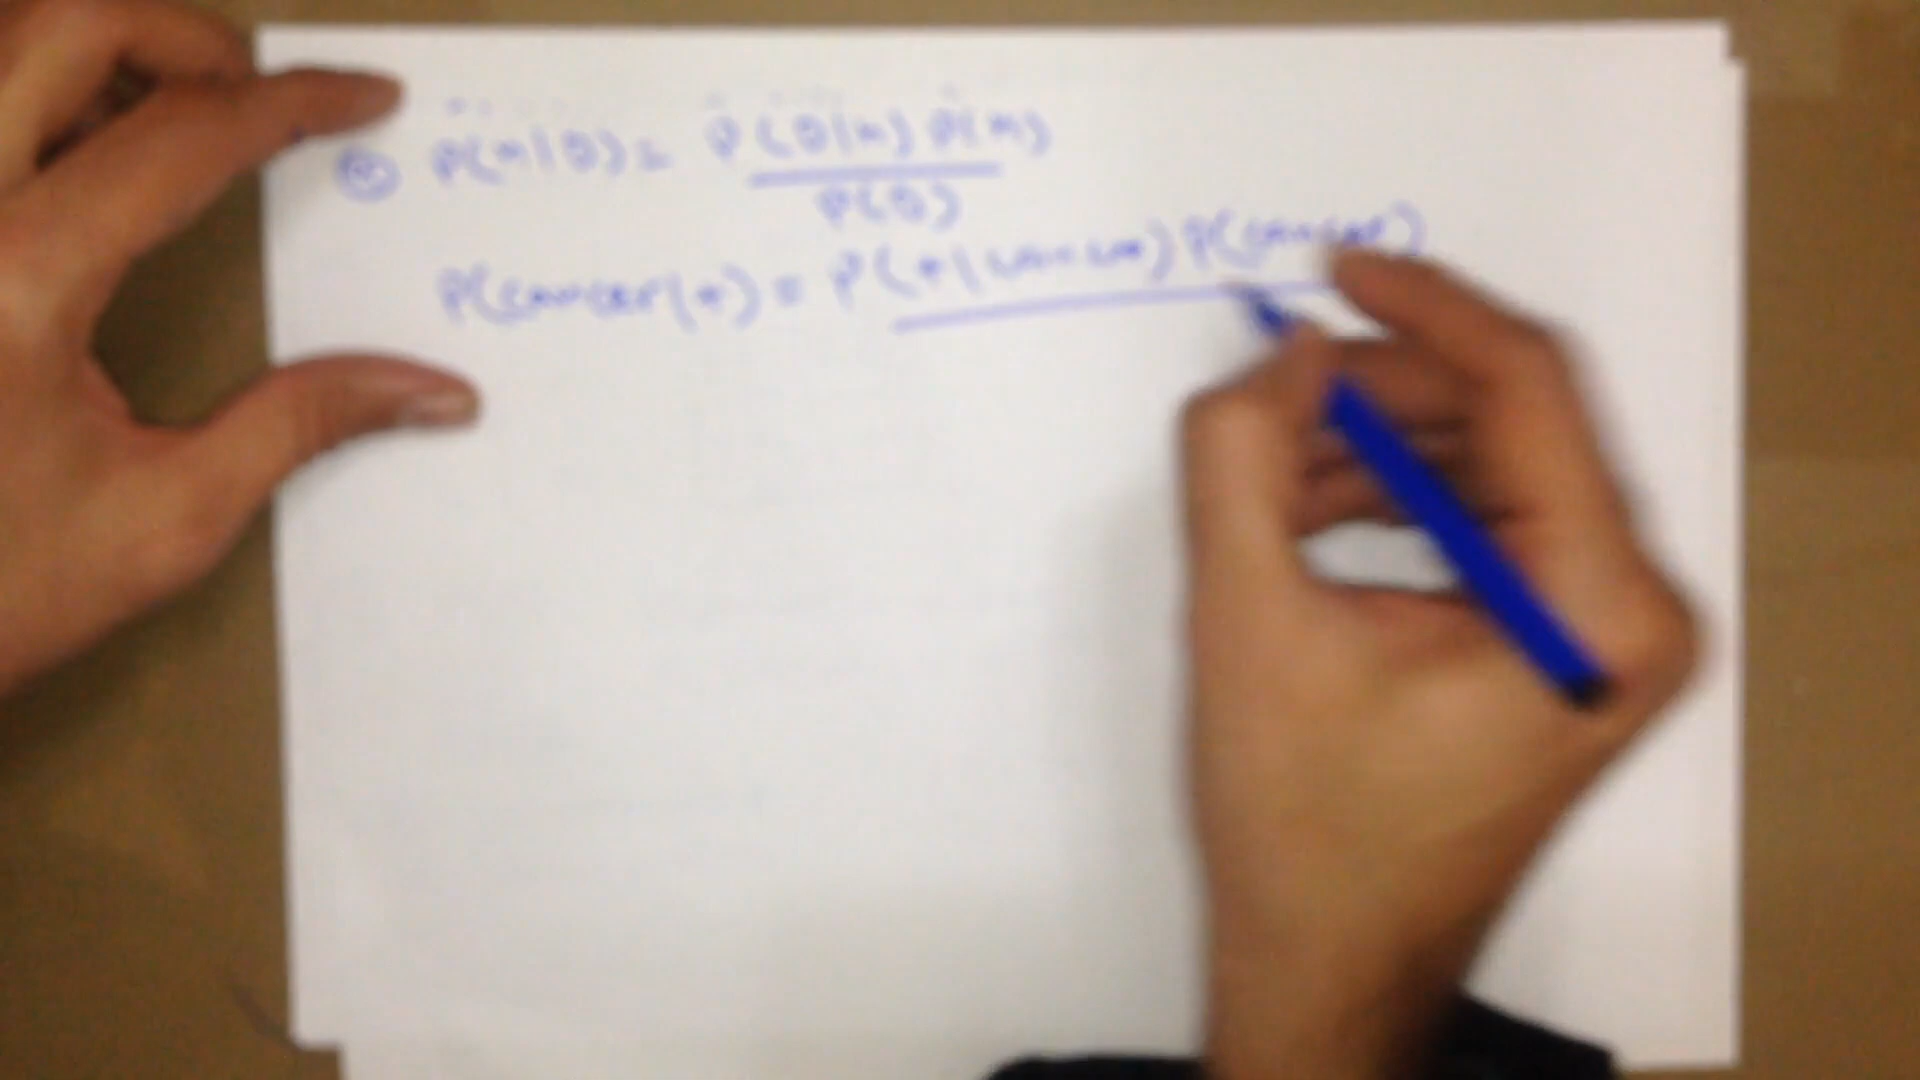 P(n|D) = P(D|n) P(n)
P(D)
P(cancer|+) = P(+|cancer) P(cancer)